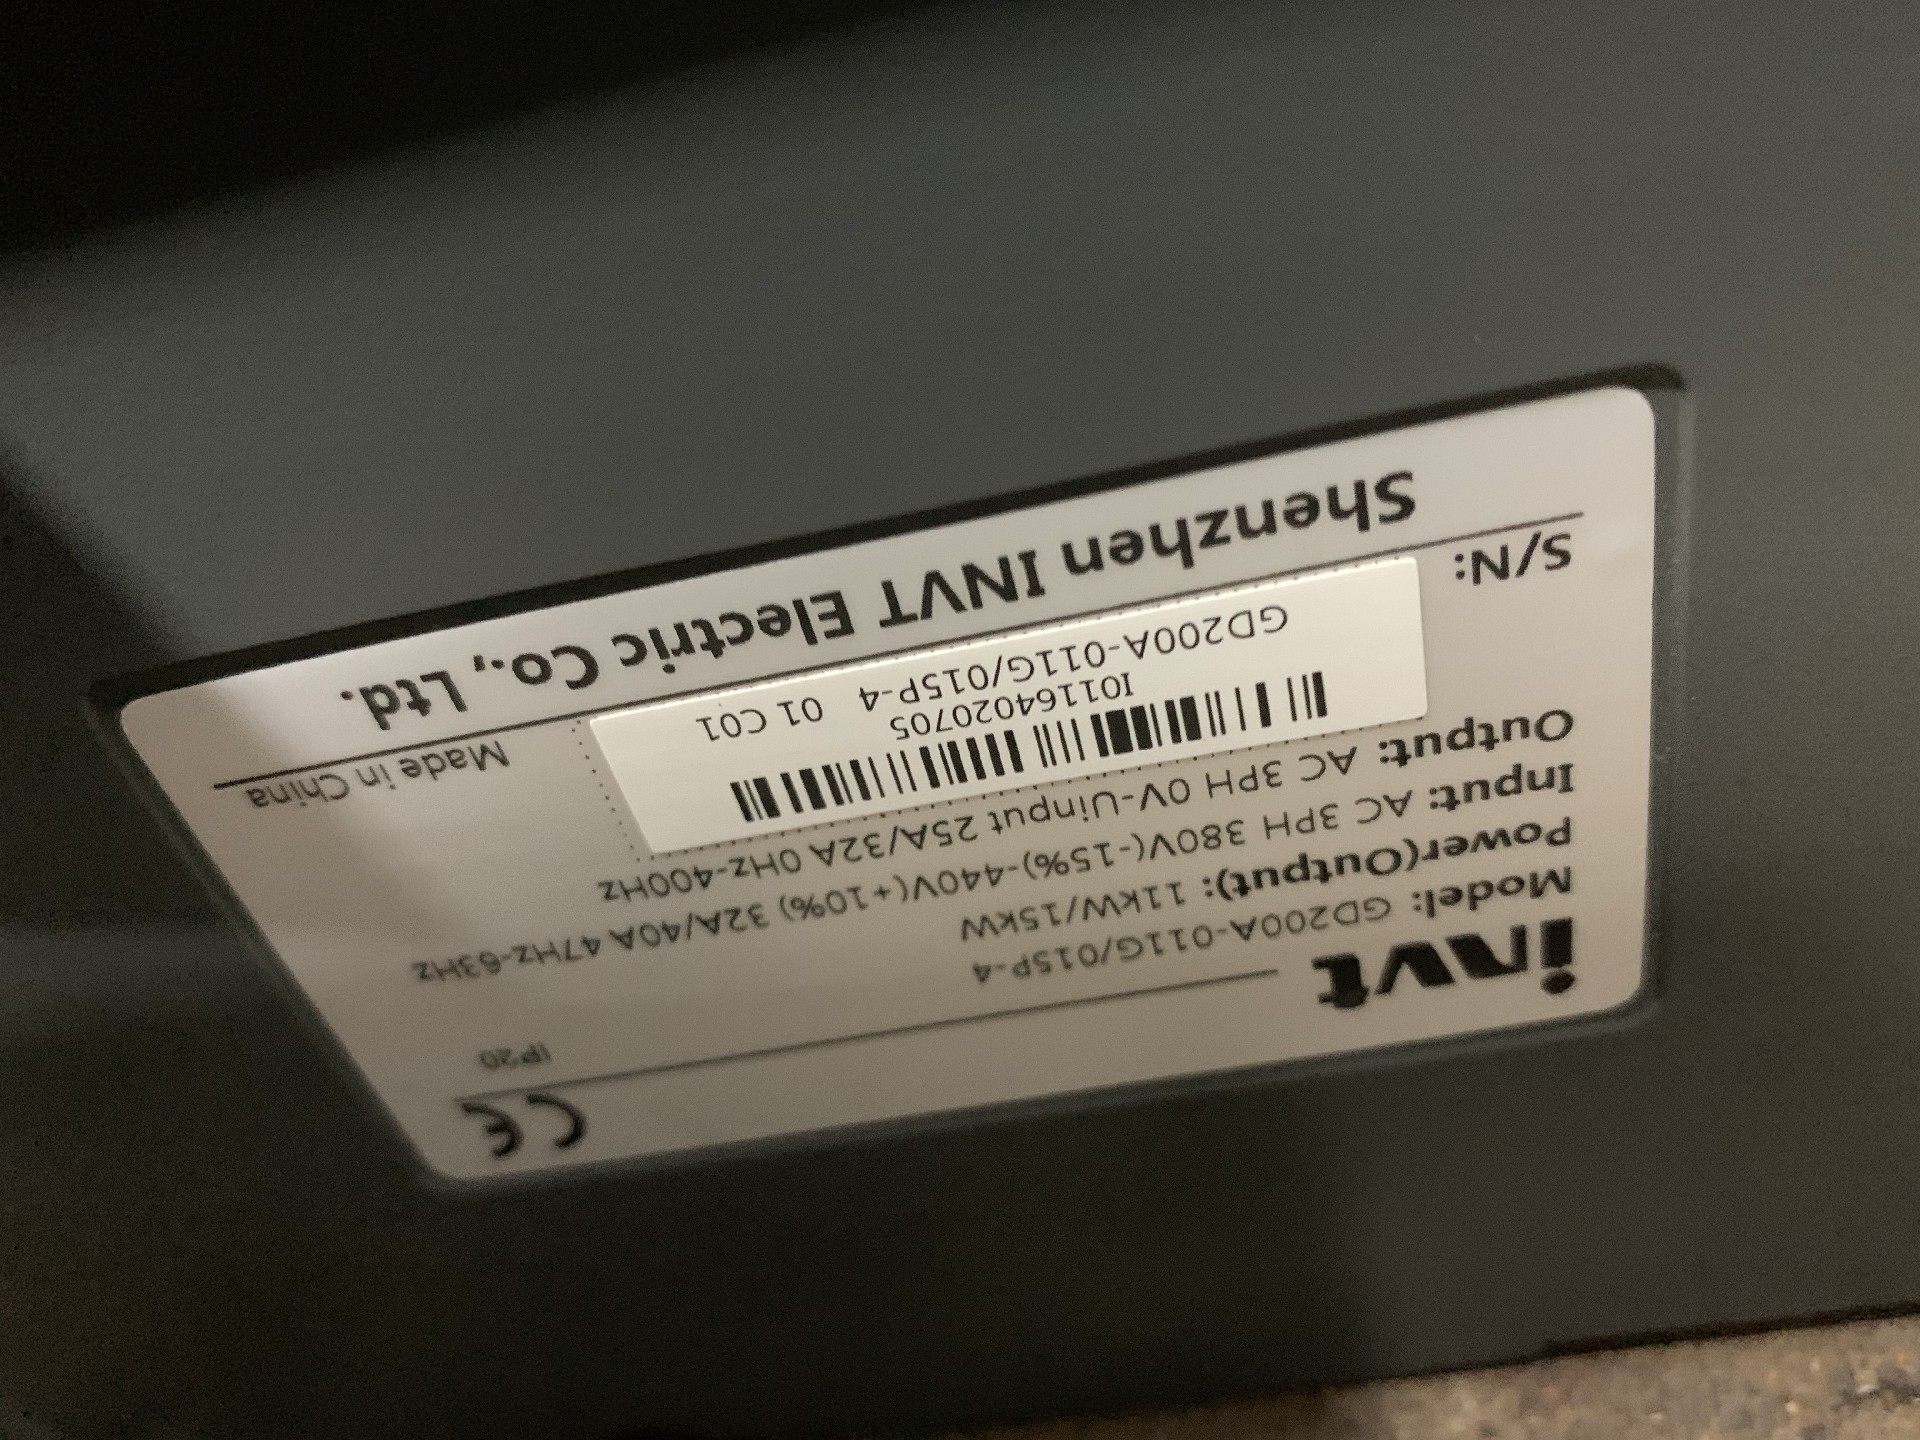 invt
CE
IP20
Model: GD200A-011G/015P-4
Power(Output): 11kW/15kW
Input: AC 3PH 380V(-15%)-440V(+10%) 32A/40A 47Hz-63Hz
Output: AC 3PH 0V-Uinput 25A/32A 0Hz-400Hz
I01164020705
GD200A-011G/015P-4 01 C01
S/N:
Made in China
Shenzhen INVT Electric Co., Ltd.